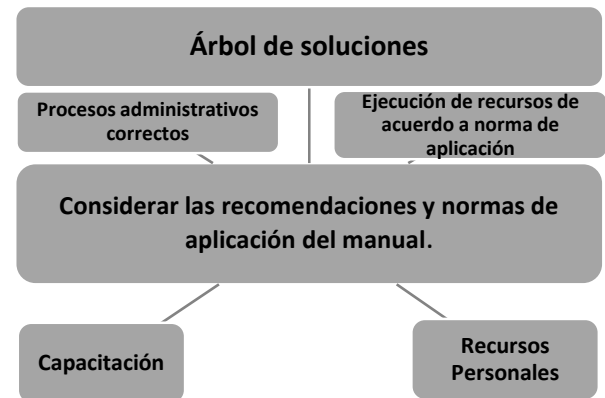 Árbol de soluciones
Procesos administrativos
correctos
Ejecución de recursos de
acuerdo a norma de
aplicación
Considerar las recomendaciones y normas de
aplicación del manual.
Capacitación
Recursos
Personales